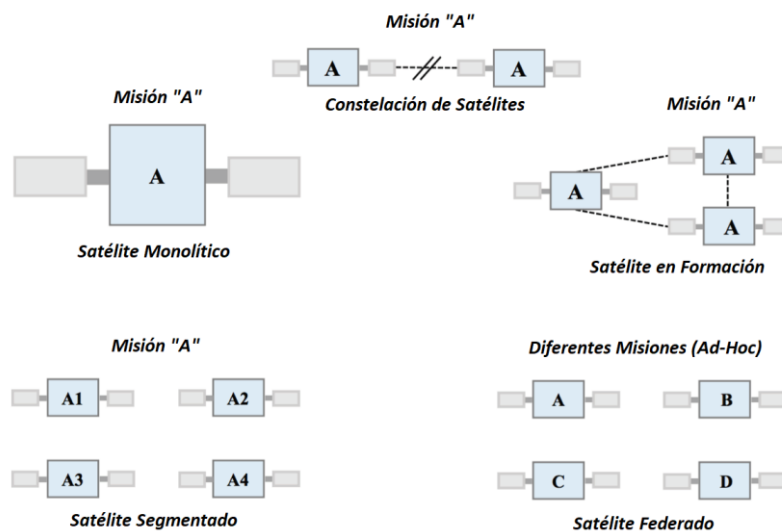 Misión "A"
A
A
Constelación de Satélites
Misión "A"
A
Satélite Monolítico
Misión "A"
A
A
A
Satélite en Formación
Misión "A"
A1
A2
A3
A4
Satélite Segmentado
Diferentes Misiones (Ad-Hoc)
A
B
C
D
Satélite Federado